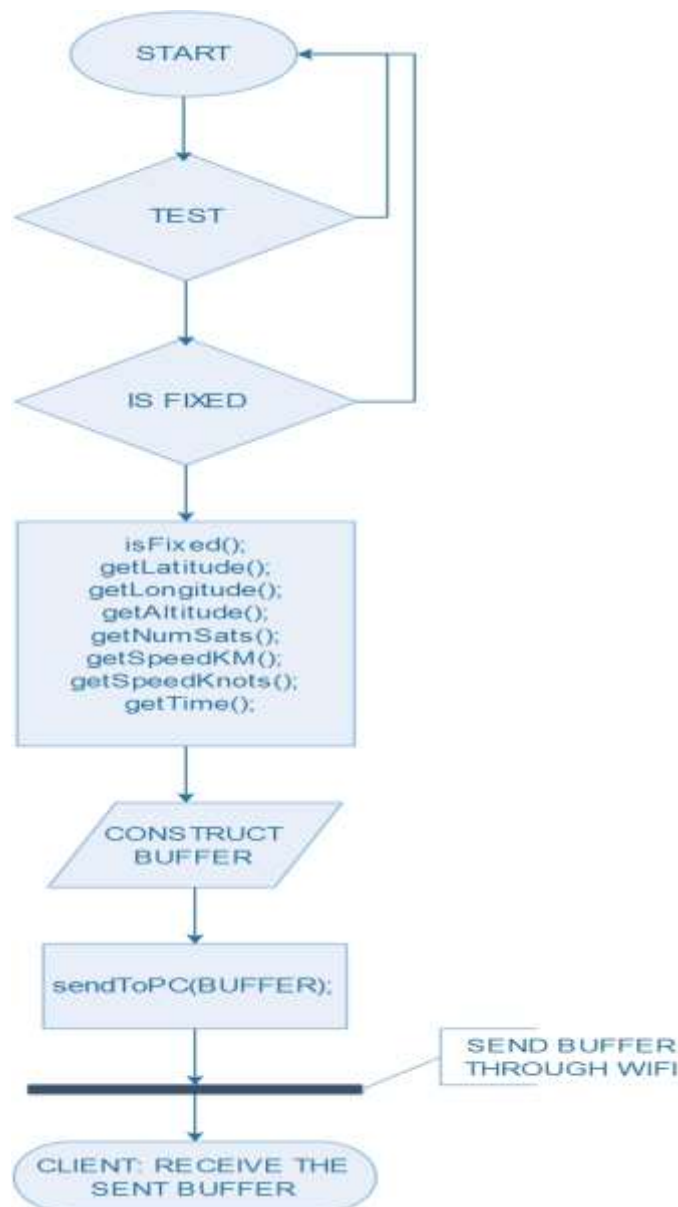 START
TEST
IS FIXED
isFixed();
getLatitude();
getLongitude();
getAltitude();
getNumSats();
getSpeedKM();
getSpeedKnots();
getTime();
CONSTRUCT
BUFFER
sendToPC(BUFFER);
SEND BUFFER
THROUGH WIFI
CLIENT: RECEIVE THE
SENT BUFFER